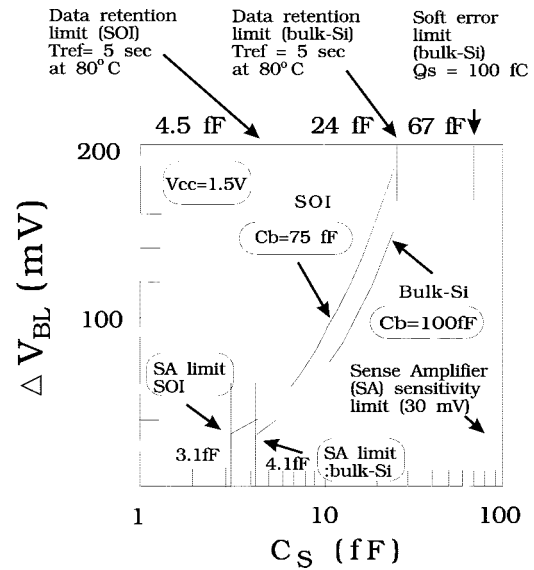 Data retention
limit (SOI)
Tref= 5 sec
at 80°C
Data retention
limit (bulk-Si)
Tref = 5 sec
at 80°C
Soft error
limit
(bulk-Si)
Qs = 100 fC
4.5 fF
24 fF
67 fF
200
Vcc=1.5V
SOI
Cb=75 fF
Bulk-Si
Cb=100fF
100
Δ VBL (mV)
SA limit
SOI
Sense Amplifier
(SA) sensitivity
limit (30 mV)
3.1fF
4.1fF
SA limit
:bulk-Si
1
10
100
CS (fF)